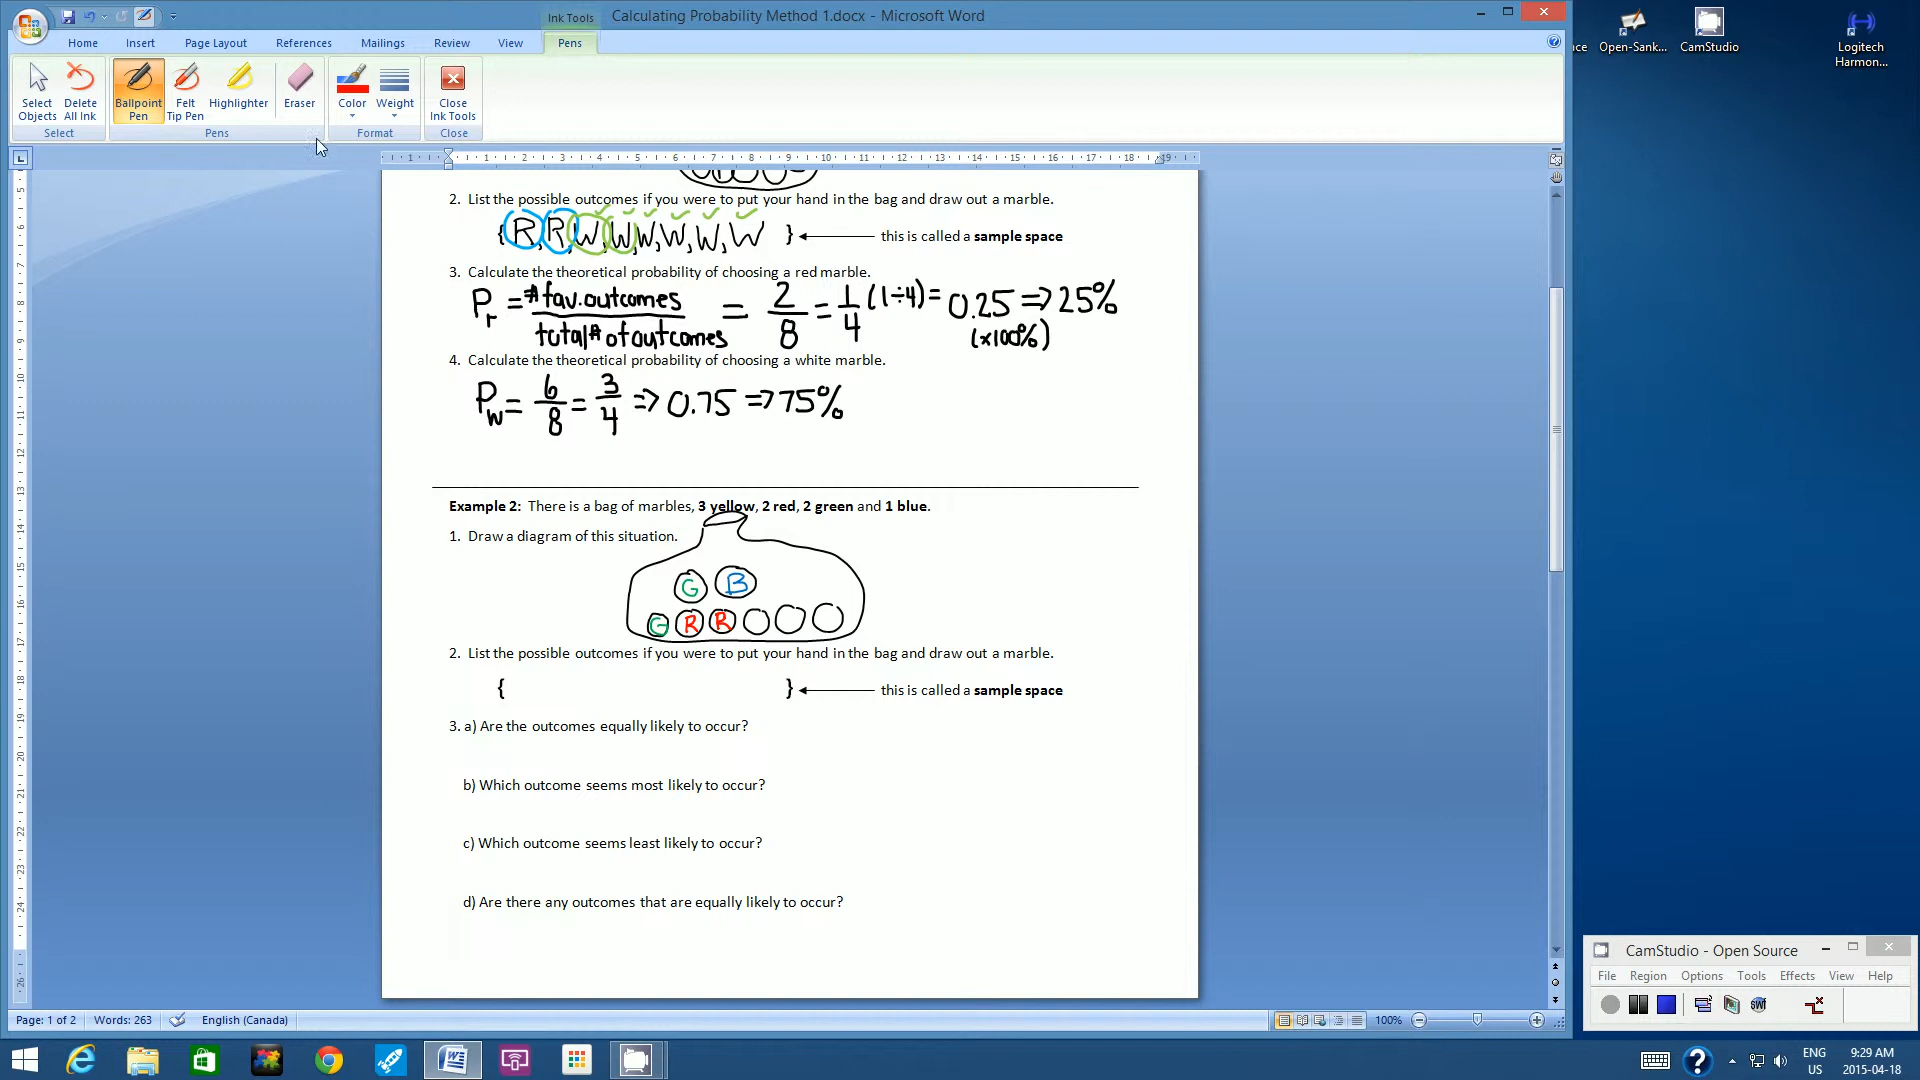 Ink Tools
Calculating Probability Method 1.docx - Microsoft Word
Home Insert Page Layout References Mailings Review View Pens
Select Objects
Delete All Ink
Ballpoint Pen
Felt Tip Pen
Highlighter
Eraser
Color
Weight
Close Ink Tools
Select Pens Format Close
Open-Sank...
CamStudio
Logitech Harmon...
2. List the possible outcomes if you were to put your hand in the bag and draw out a marble.
{ R, R, W, W, W, W, W, W } this is called a sample space
3. Calculate the theoretical probability of choosing a red marble.
Pr = # fav. outcomes / total # of outcomes = 2/8 = 1/4 (1÷4) = 0.25 => 25%
(x100%)
4. Calculate the theoretical probability of choosing a white marble.
Pw = 6/8 = 3/4 => 0.75 => 75%
Example 2: There is a bag of marbles, 3 yellow, 2 red, 2 green and 1 blue.
1. Draw a diagram of this situation.
G B
G R R
2. List the possible outcomes if you were to put your hand in the bag and draw out a marble.
{ } this is called a sample space
3. a) Are the outcomes equally likely to occur?
b) Which outcome seems most likely to occur?
c) Which outcome seems least likely to occur?
d) Are there any outcomes that are equally likely to occur?
CamStudio - Open Source
File Region Options Tools Effects View Help
Page: 1 of 2 Words: 263 English (Canada) 100%
ENG 9:29 AM
US 2015-04-18